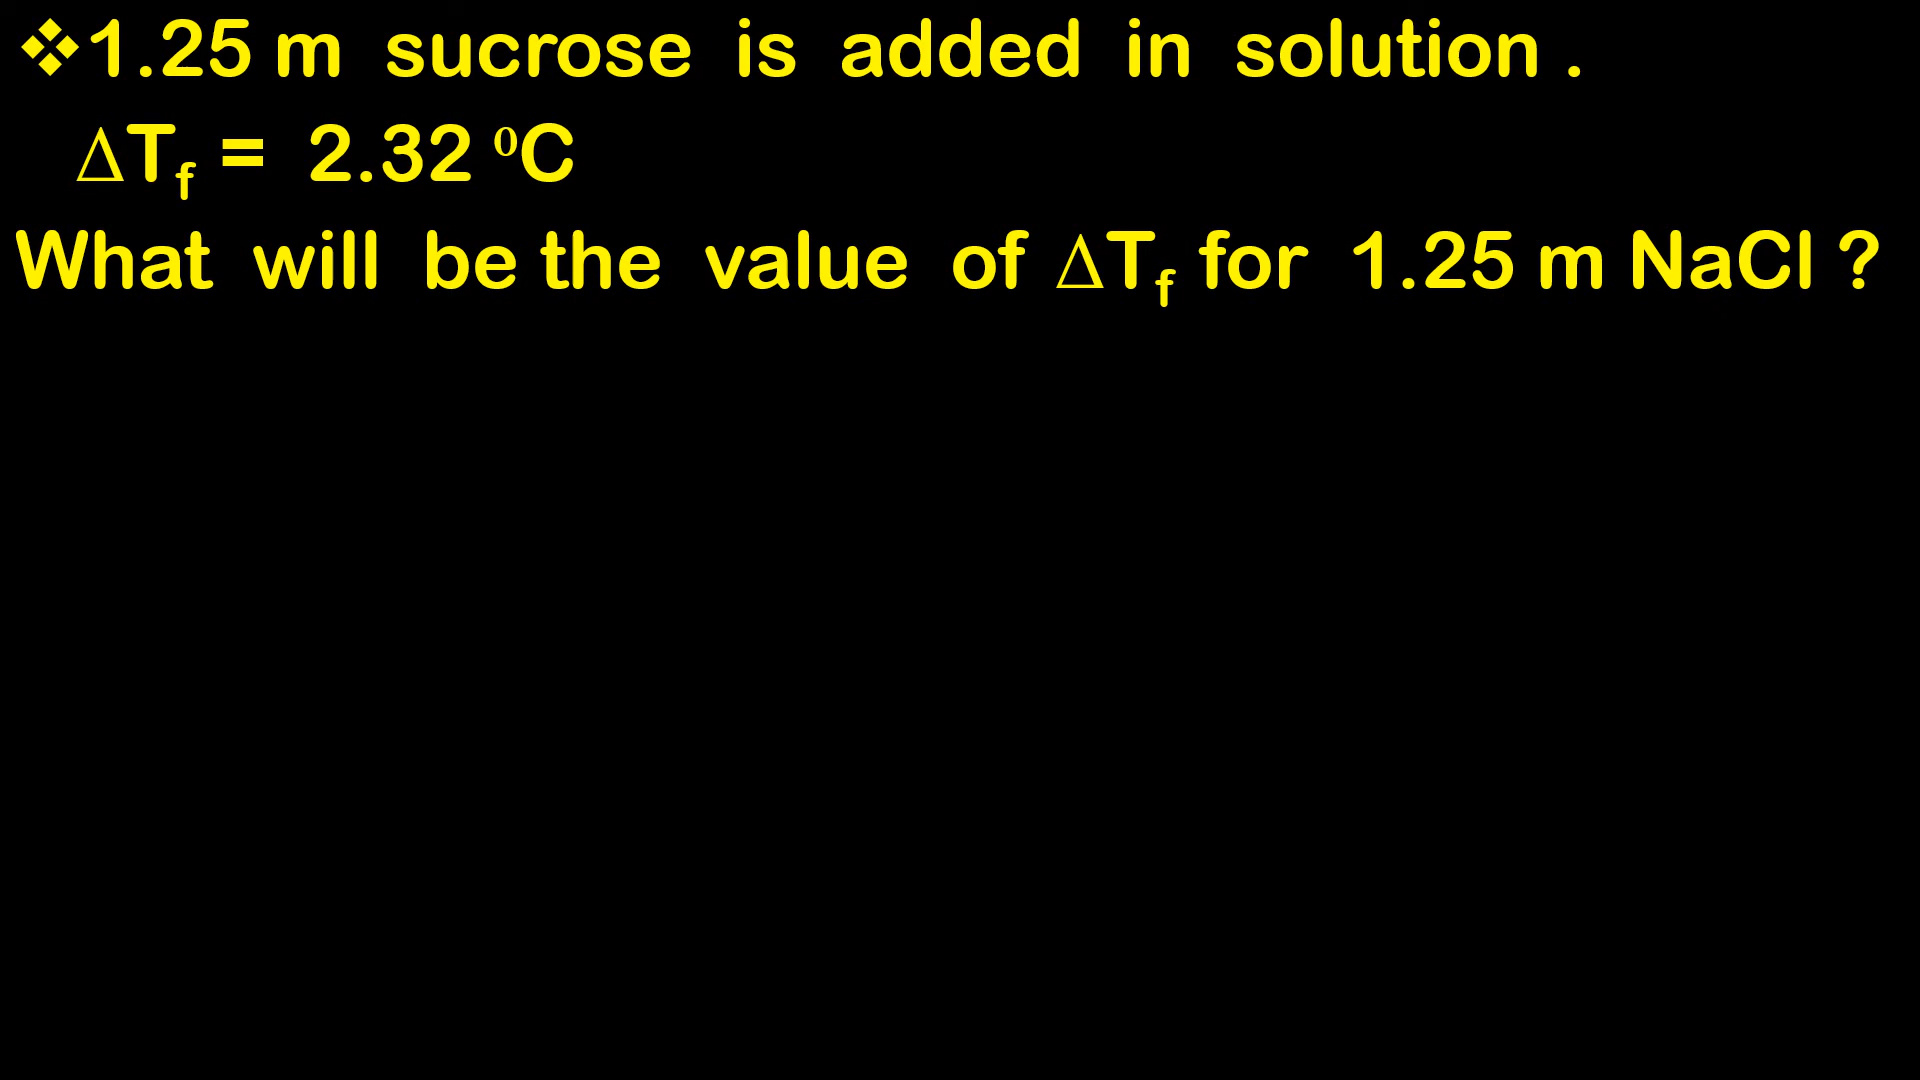 ❖1.25 m sucrose is added in solution .
ΔTf = 2.32 ⁰C
What will be the value of ΔTf for 1.25 m NaCl ?